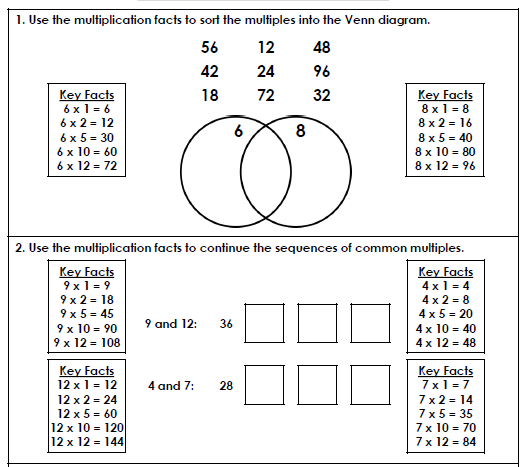 1. Use the multiplication facts to sort the multiples into the Venn diagram.
56 12 48
42 24 96
18 72 32
Key Facts
6 x 1 = 6
6 x 2 = 12
6 x 5 = 30
6 x 10 = 60
6 x 12 = 72
6 8
Key Facts
8 x 1 = 8
8 x 2 = 16
8 x 5 = 40
8 x 10 = 80
8 x 12 = 96
2. Use the multiplication facts to continue the sequences of common multiples.
Key Facts
9 x 1 = 9
9 x 2 = 18
9 x 5 = 45
9 x 10 = 90
9 x 12 = 108
Key Facts
12 x 1 = 12
12 x 2 = 24
12 x 5 = 60
12 x 10 = 120
12 x 12 = 144
9 and 12: 36
4 and 7: 28
Key Facts
4 x 1 = 4
4 x 2 = 8
4 x 5 = 20
4 x 10 = 40
4 x 12 = 48
Key Facts
7 x 1 = 7
7 x 2 = 14
7 x 5 = 35
7 x 10 = 70
7 x 12 = 84